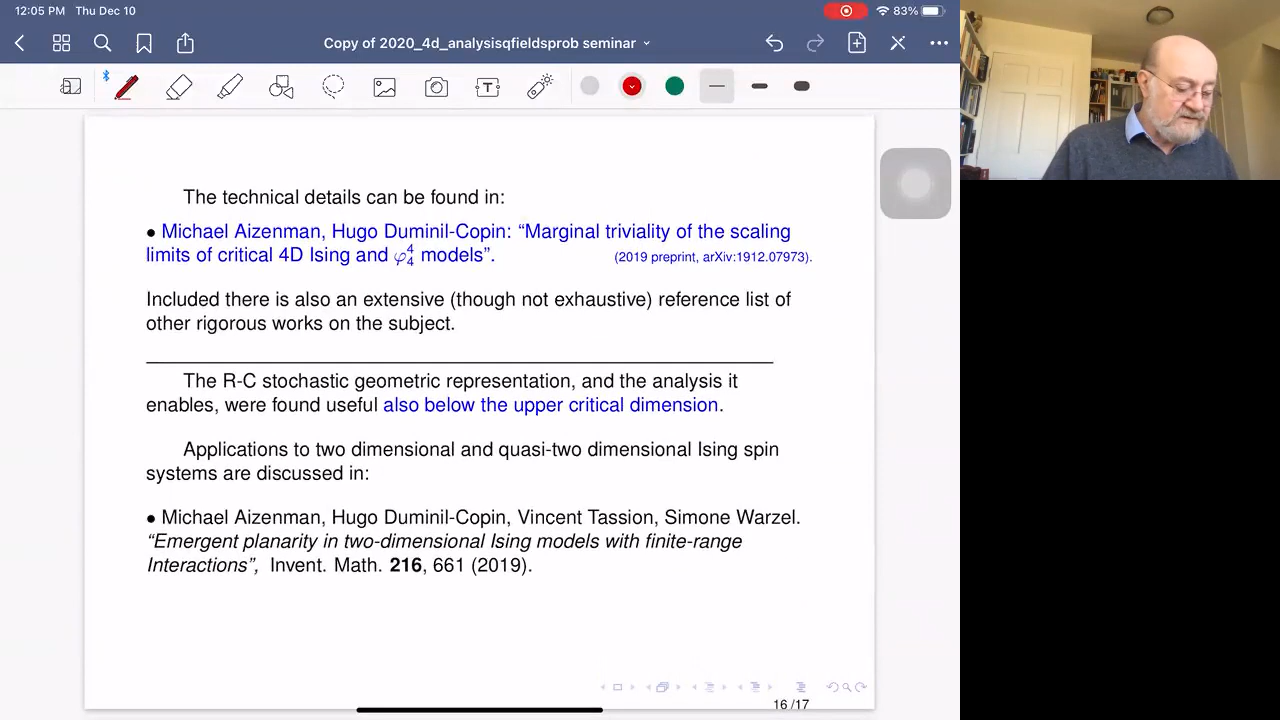 12:05 PM Thu Dec 10
83%
Copy of 2020_4d_analysisqfieldsprob seminar
T
The technical details can be found in:
• Michael Aizenman, Hugo Duminil-Copin: “Marginal triviality of the scaling
limits of critical 4D Ising and φ⁴₄ models”. (2019 preprint, arXiv:1912.07973).
Included there is also an extensive (though not exhaustive) reference list of
other rigorous works on the subject.
The R-C stochastic geometric representation, and the analysis it
enables, were found useful also below the upper critical dimension.
Applications to two dimensional and quasi-two dimensional Ising spin
systems are discussed in:
• Michael Aizenman, Hugo Duminil-Copin, Vincent Tassion, Simone Warzel.
“Emergent planarity in two-dimensional Ising models with finite-range
Interactions”, Invent. Math. 216, 661 (2019).
16 /17